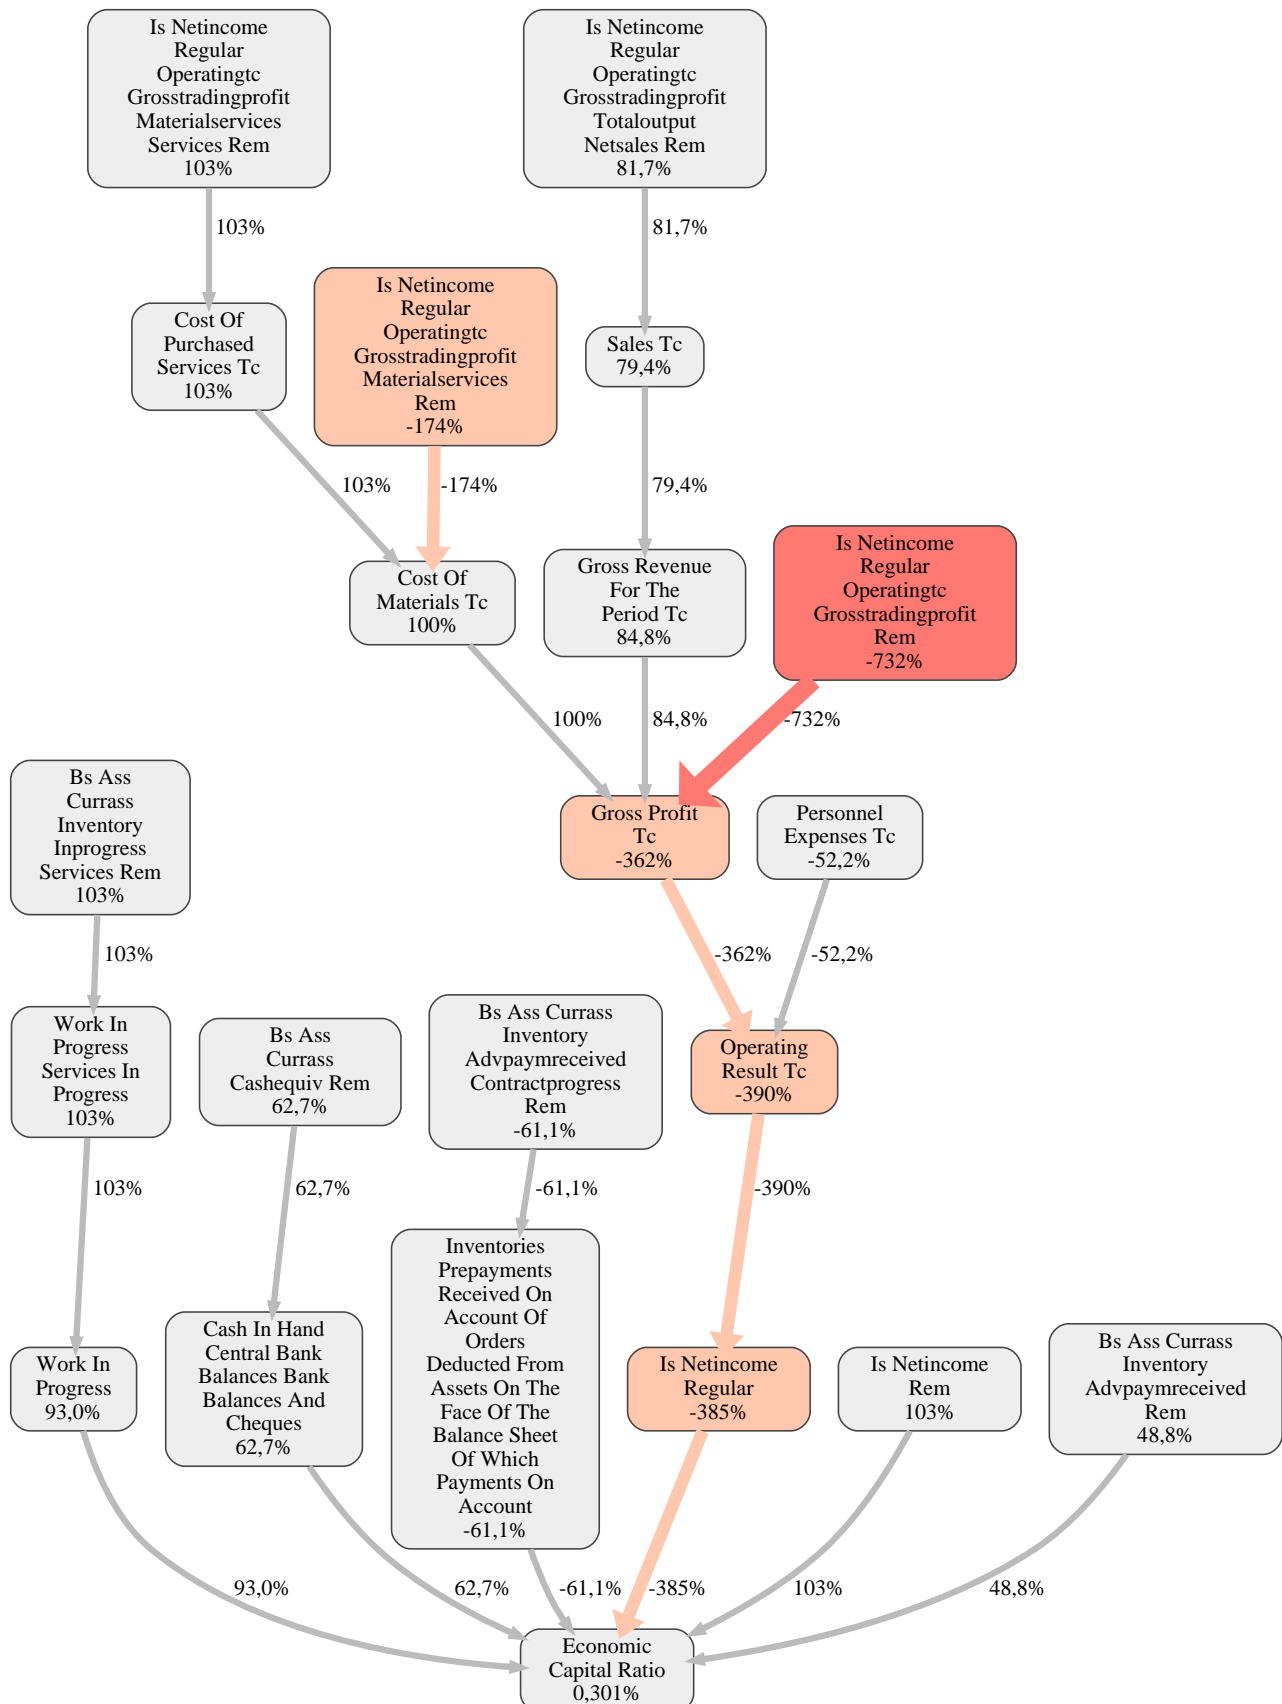 Is Netincome
Regular
Operatingtc
Grosstradingprofit
Materialservices
Services Rem
103%
Is Netincome
Regular
Operatingtc
Grosstradingprofit
Totaloutput
Netsales Rem
81,7%
103%
81,7%
Cost Of
Purchased
Services Tc
103%
Is Netincome
Regular
Operatingtc
Grosstradingprofit
Materialservices
Rem
-174%
Sales Tc
79,4%
103%
-174%
79,4%
Cost Of
Materials Tc
100%
Gross Revenue
For The
Period Tc
84,8%
Is Netincome
Regular
Operatingtc
Grosstradingprofit
Rem
-732%
100%
84,8%
-732%
Bs Ass
Currass
Inventory
Inprogress
Services Rem
103%
Gross Profit
Tc
-362%
Personnel
Expenses Tc
-52,2%
103%
-362%
-52,2%
Work In
Progress
Services In
Progress
103%
Bs Ass
Currass
Cashequiv Rem
62,7%
Bs Ass Currass
Inventory
Advpaymreceived
Contractprogress
Rem
-61,1%
Operating
Result Tc
-390%
103%
62,7%
-61,1%
-390%
Work In
Progress
93,0%
Cash In Hand
Central Bank
Balances Bank
Balances And
Cheques
62,7%
Inventories
Prepayments
Received On
Account Of
Orders
Deducted From
Assets On The
Face Of The
Balance Sheet
Of Which
Payments On
Account
-61,1%
Is Netincome
Regular
-385%
Is Netincome
Rem
103%
Bs Ass Currass
Inventory
Advpaymreceived
Rem
48,8%
93,0%
62,7%
-61,1%
-385%
103%
48,8%
Economic
Capital Ratio
0,301%